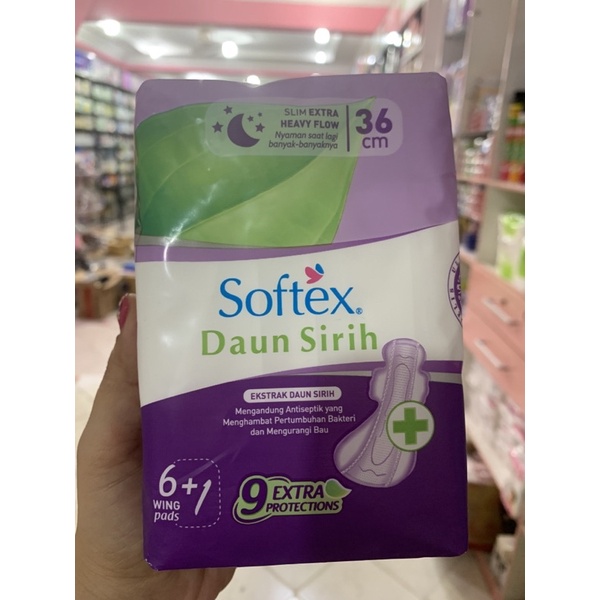 SLIM EXTRA
HEAVY FLOW
Nyaman saat lagi
banyak-banyaknya
36
cm
Softex®
Daun Sirih
EKSTRAK DAUN SIRIH
Mengandung Antiseptik yang
Menghambat Pertumbuhan Bakteri
dan Mengurangi Bau
6+1
WING
pads
9 EXTRA
PROTECTIONS